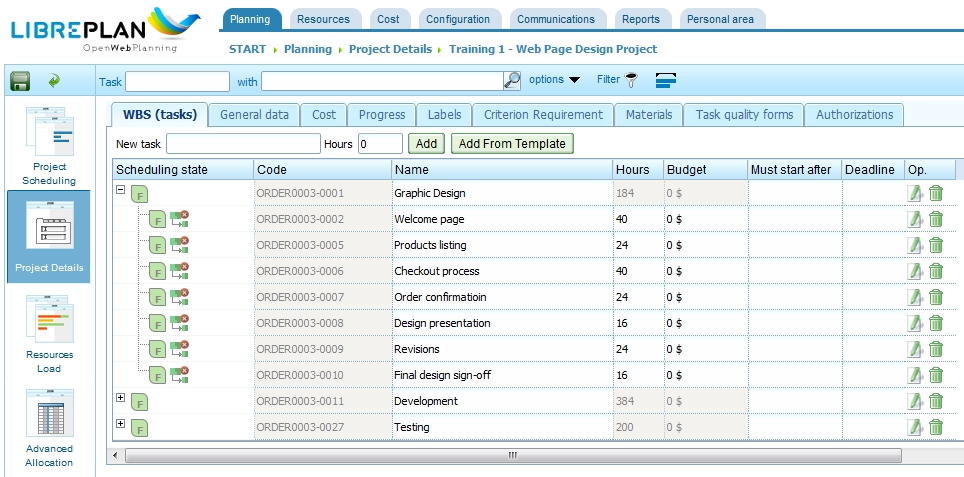 LIBREPLAN
OpenWebPlanning
Planning Resources Cost Configuration Communications Reports Personal area
START Planning Project Details Training 1 - Web Page Design Project
Task with options Filter
WBS (tasks) General data Cost Progress Labels Criterion Requirement Materials Task quality forms Authorizations
New task Hours 0 Add Add From Template
Scheduling state Code Name Hours Budget Must start after Deadline Op.
F ORDER0003-0001 Graphic Design 184 0 $
F ORDER0003-0002 Welcome page 40 0 $
F ORDER0003-0005 Products listing 24 0 $
F ORDER0003-0006 Checkout process 40 0 $
F ORDER0003-0007 Order confirmatioin 24 0 $
F ORDER0003-0008 Design presentation 16 0 $
F ORDER0003-0009 Revisions 24 0 $
F ORDER0003-0010 Final design sign-off 16 0 $
F ORDER0003-0011 Development 384 0 $
F ORDER0003-0027 Testing 200 0 $
Project
Scheduling
Project Details
Resources
Load
Advanced
Allocation